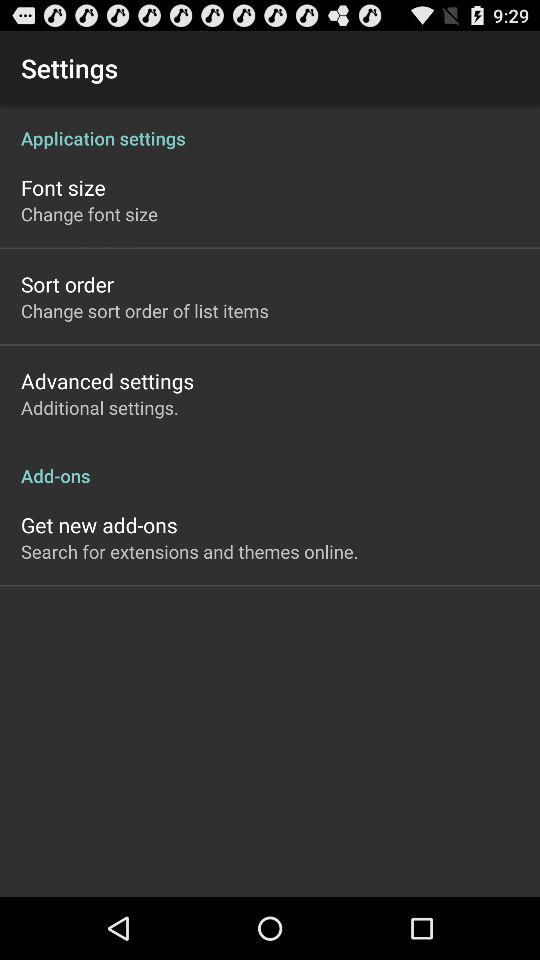 9:29
Settings
Application settings
Font size
Change font size
Sort order
Change sort order of list items
Advanced settings
Additional settings.
Add-ons
Get new add-ons
Search for extensions and themes online.